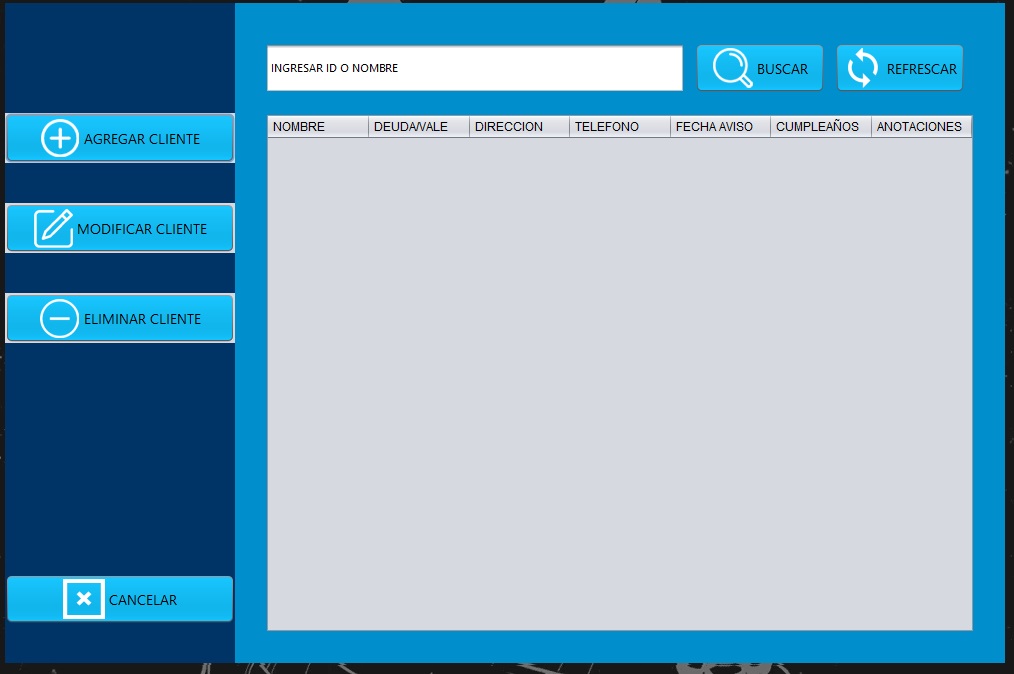 INGRESAR ID O NOMBRE
BUSCAR
REFRESCAR
AGREGAR CLIENTE
MODIFICAR CLIENTE
ELIMINAR CLIENTE
CANCELAR
NOMBRE DEUDA/VALE DIRECCION TELEFONO FECHA AVISO CUMPLEAÑOS ANOTACIONES